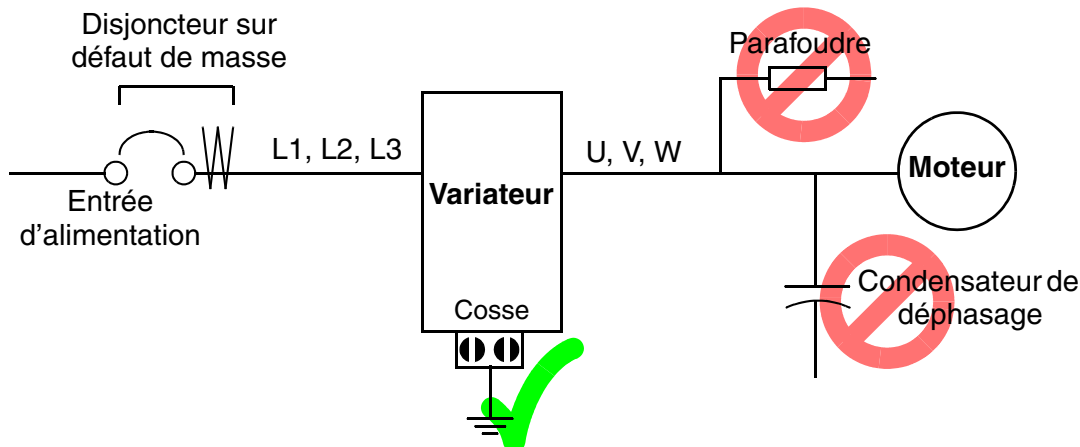 Disjoncteur sur
défaut de masse
Parafoudre
L1, L2, L3
U, V, W
Moteur
Variateur
Entrée
d'alimentation
Condensateur de
déphasage
Cosse